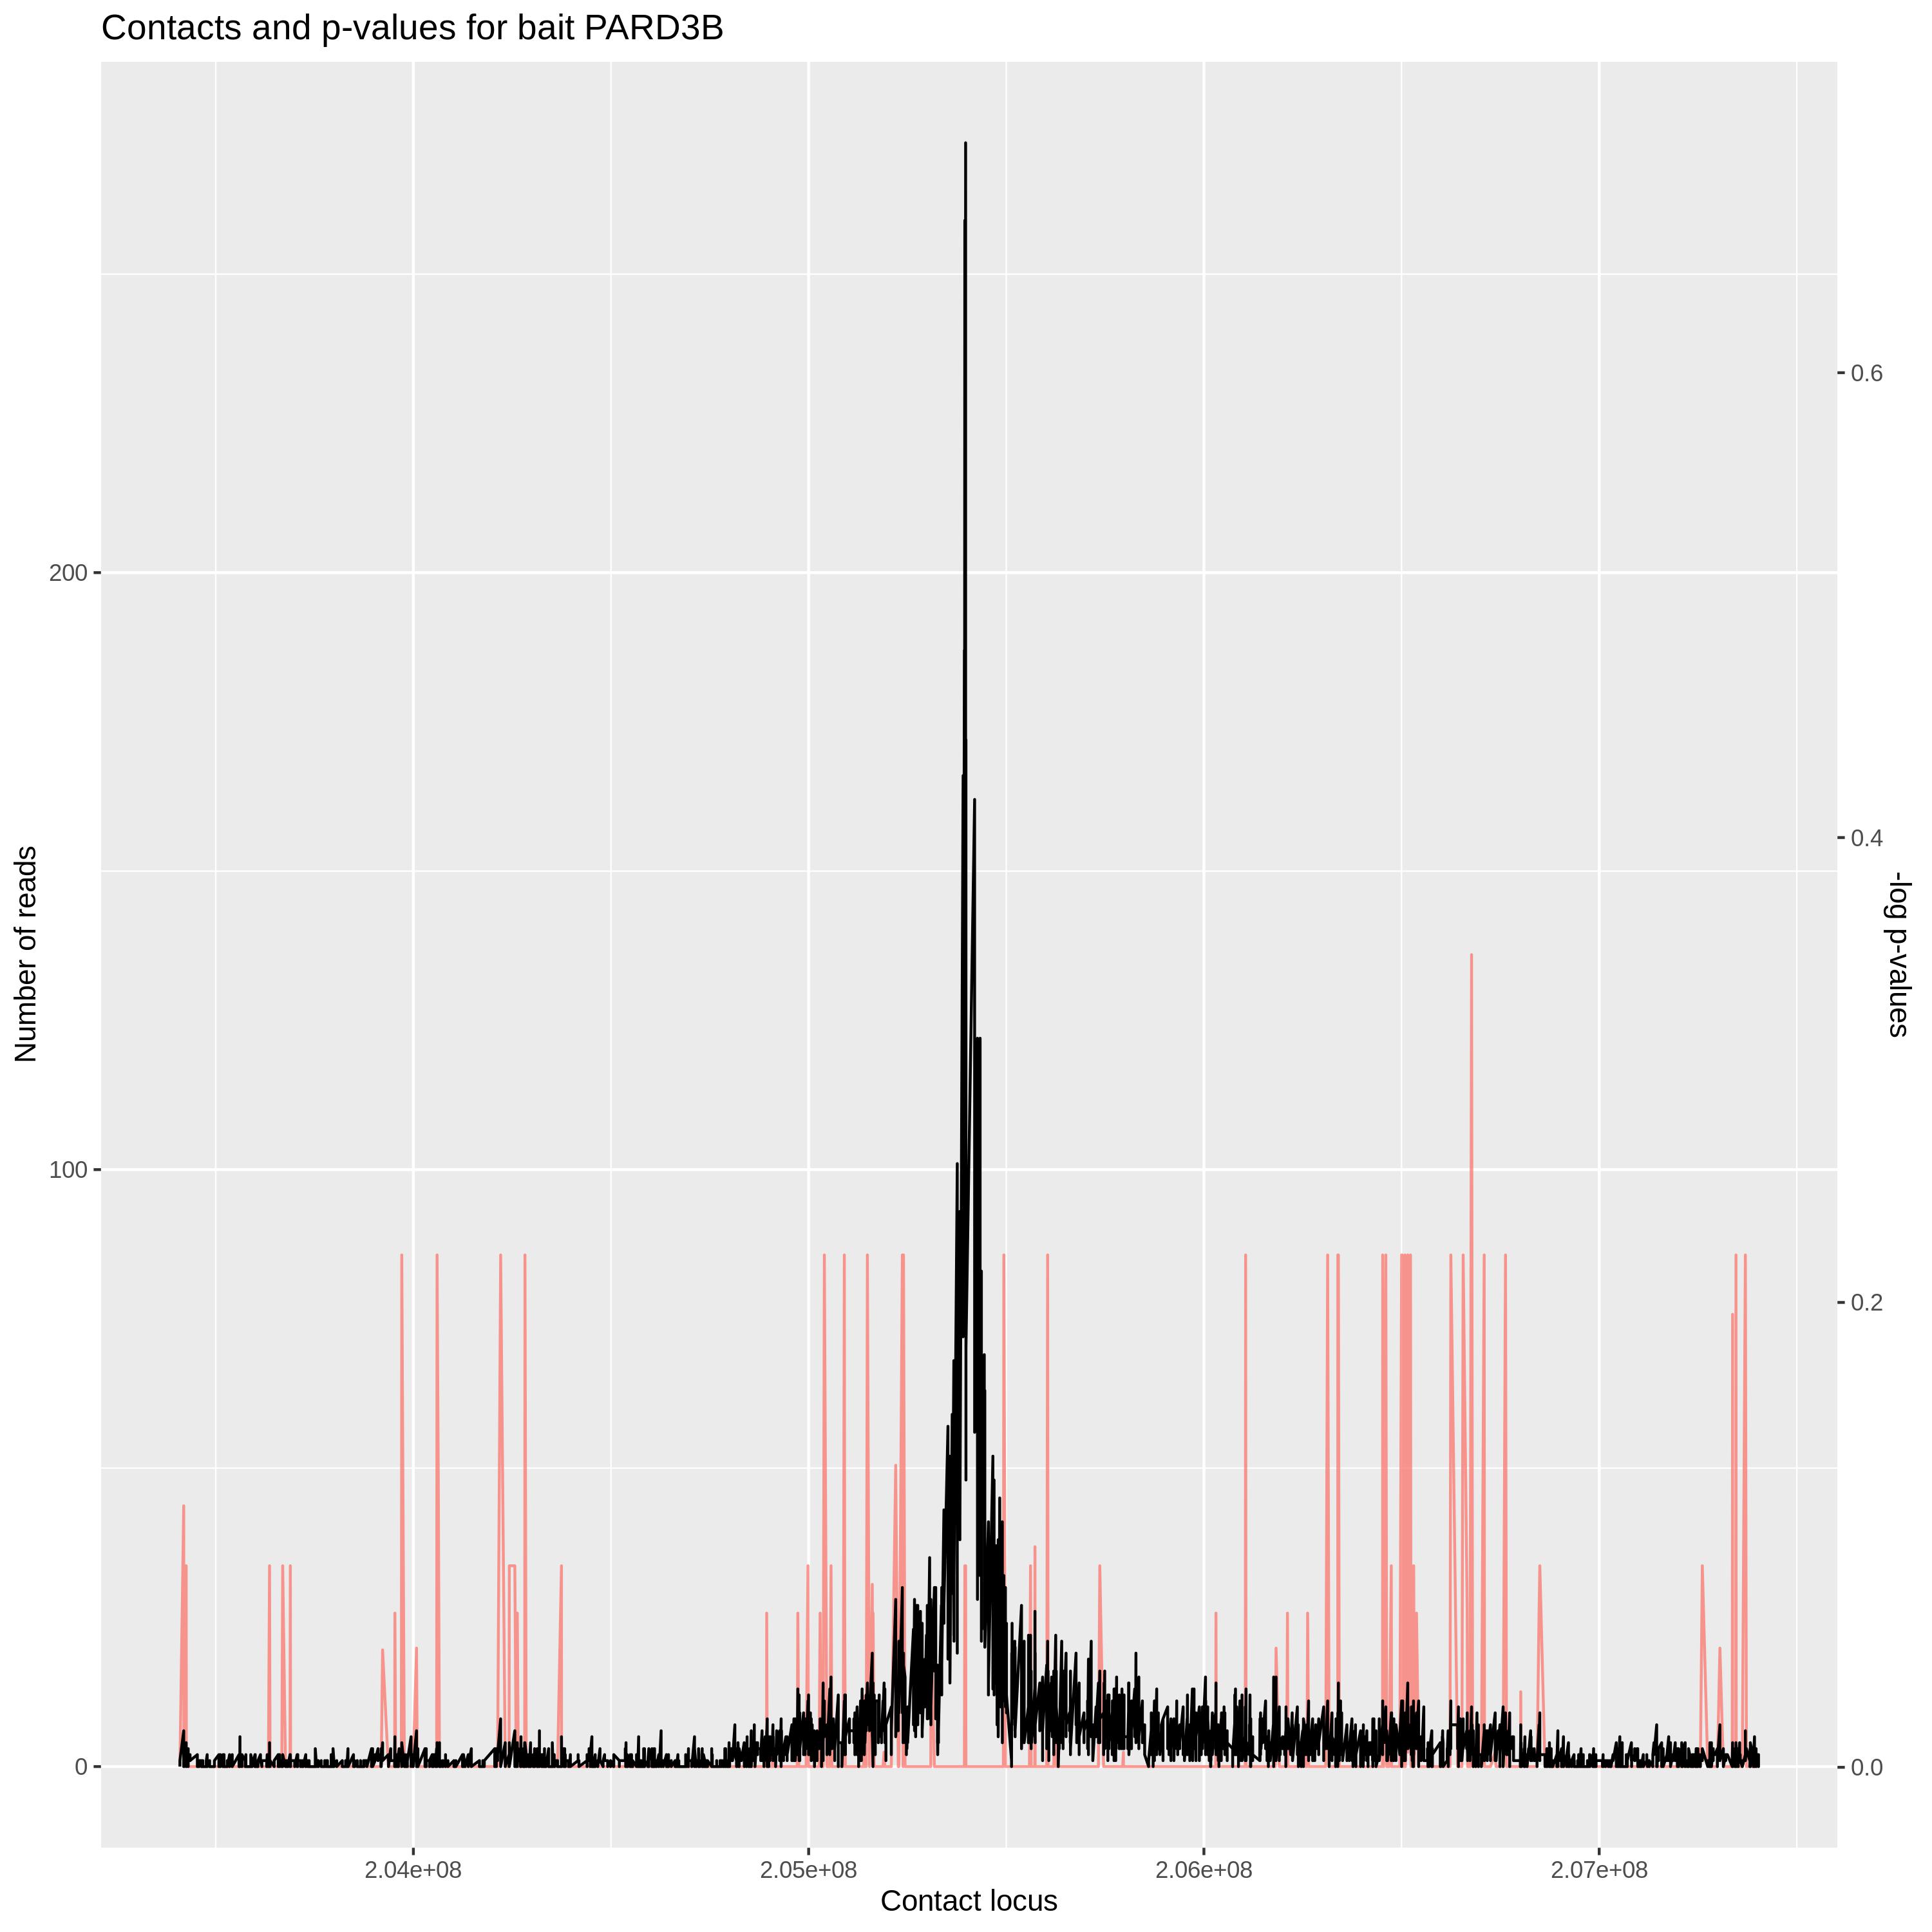 Contacts and p-values for bait PARD3B
Number of reads
200
100
0
0.6
0.4
0.2
0.0
-log p-values
2.04e+08 2.05e+08 2.06e+08 2.07e+08
Contact locus